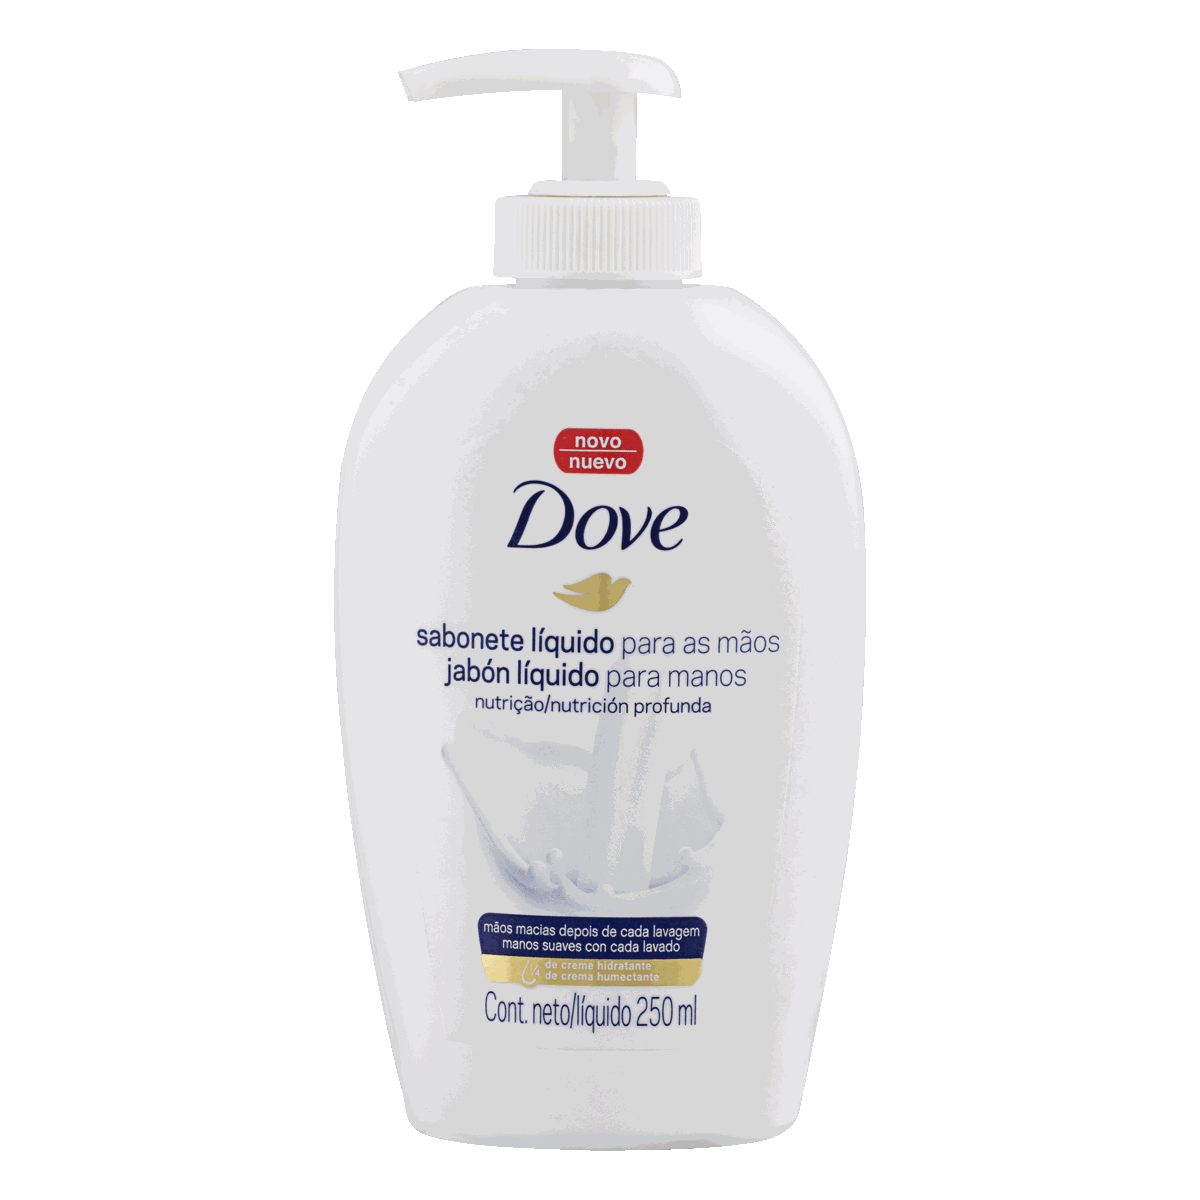 novo
nuevo
Dove
sabonete líquido para as mãos
jabón líquido para manos
nutrição/nutrición profunda
mãos macias depois de cada lavagem
manos suaves con cada lavado
de creme hidratante
de crema humectante
Cont. neto/líquido 250 ml